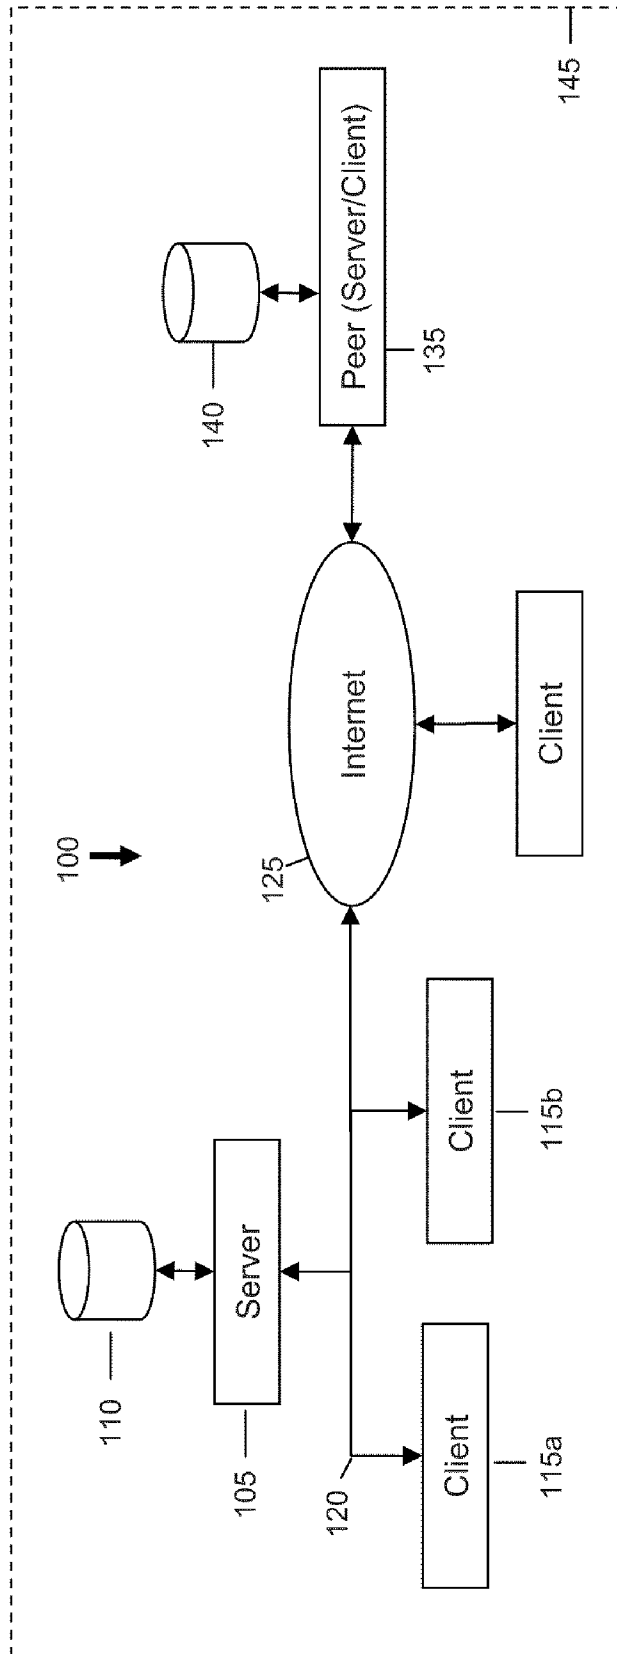 100
110
140
Server
105
125
120
Internet
Peer (Server/Client)
135
Client
Client
Client
115a
115b
145